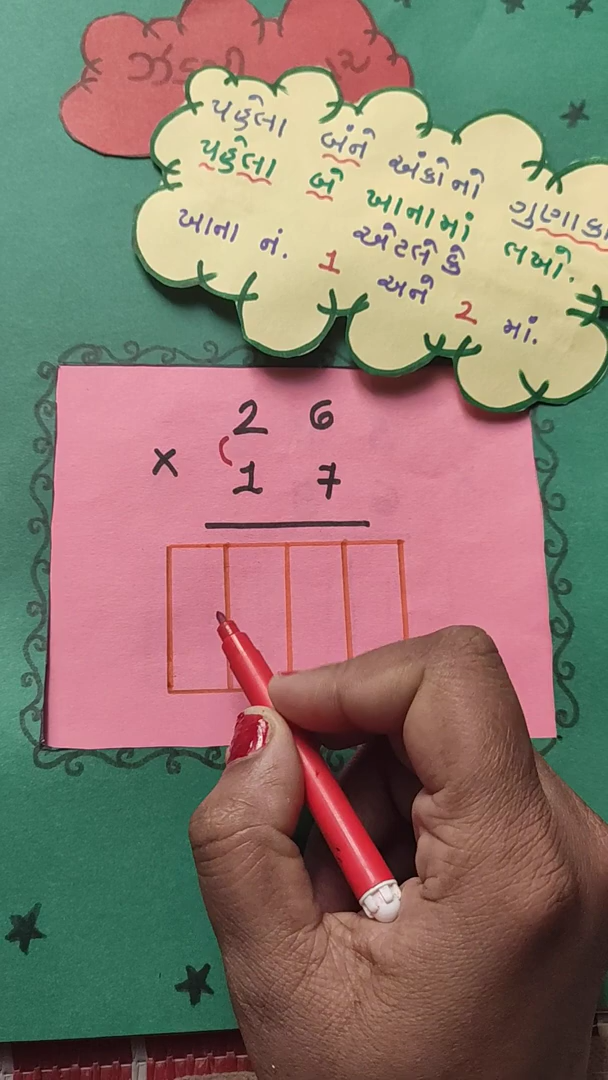 પહેલા બંને અંકોનો
પહેલા બે ખાનામાં લખો.
એટલે કે
ખાના નં. 1 અને 2 માં.
2 6
× 1 7